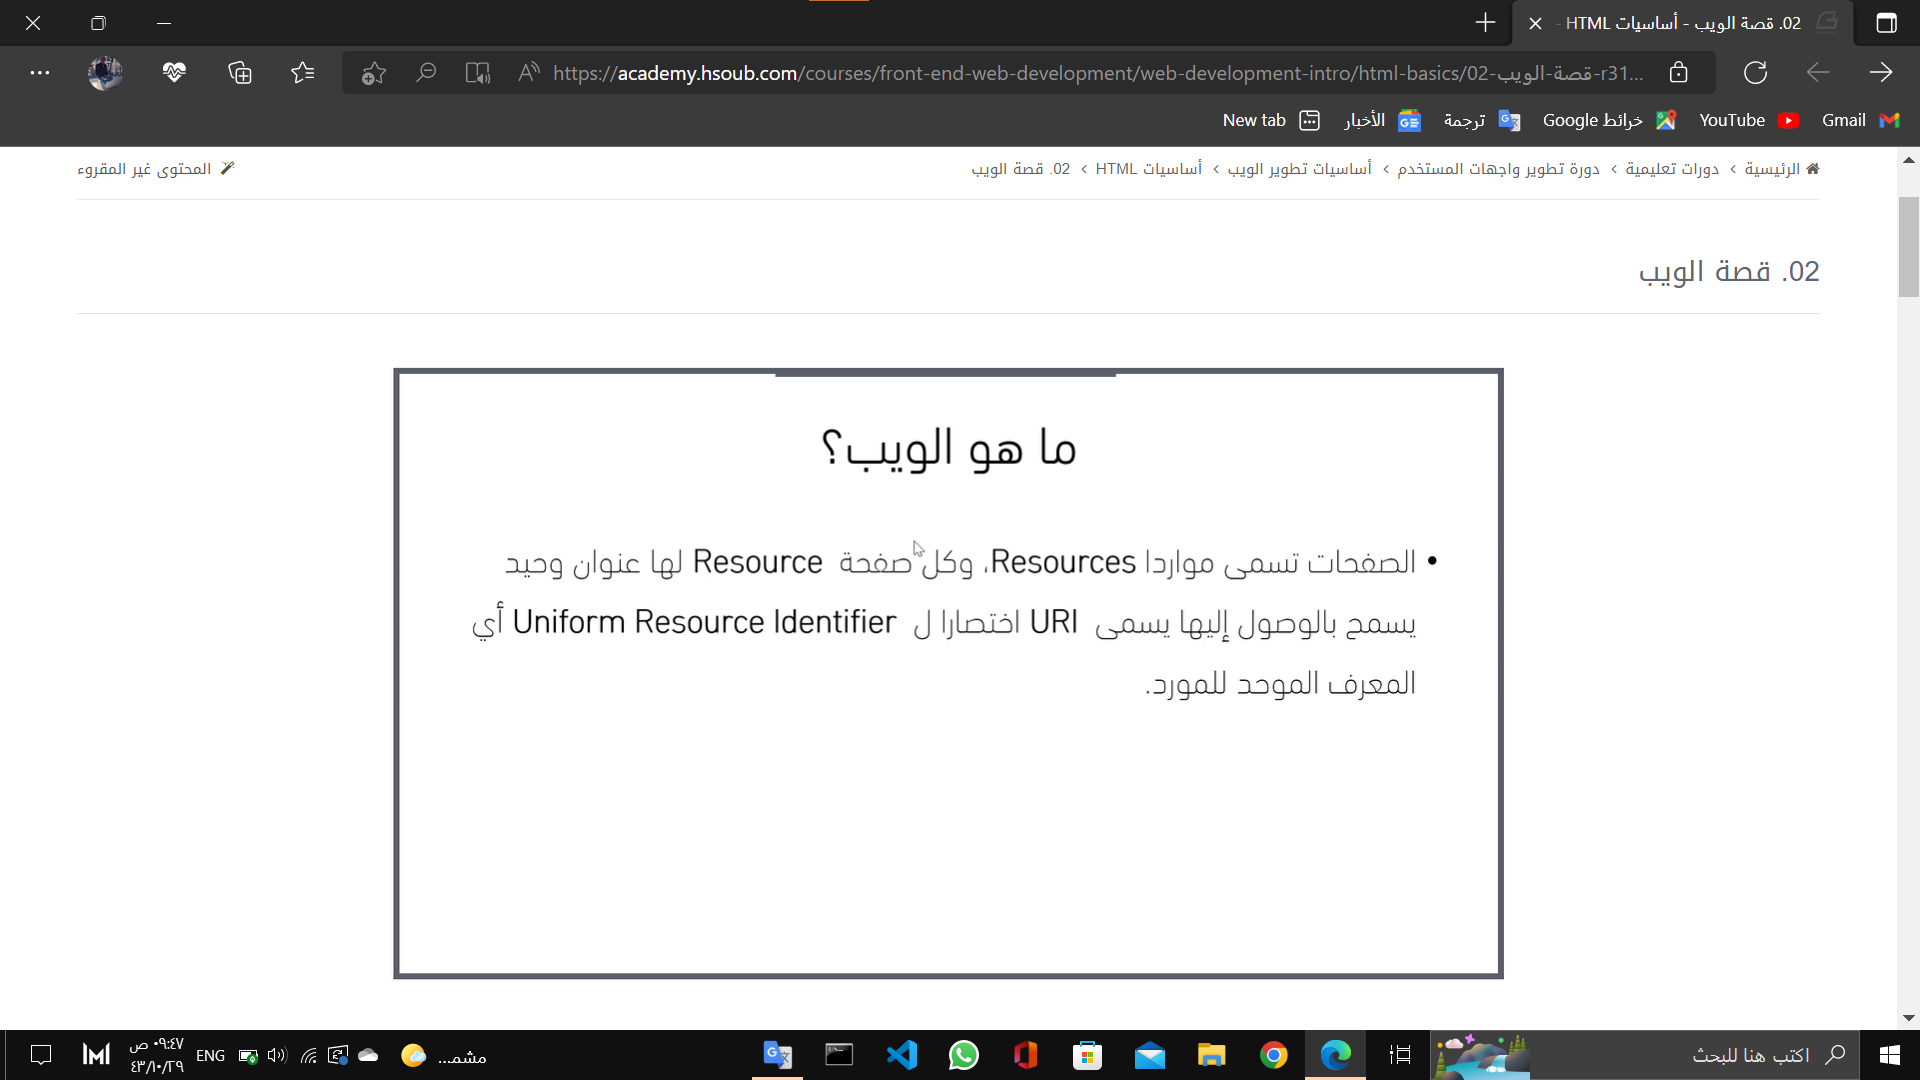 02. قصة الويب - أساسيات HTML -
https://academy.hsoub.com/courses/front-end-web-development/web-development-intro/html-basics/02-قصة-الويب-r31...
Gmail YouTube خرائط Google ترجمة الأخبار New tab
الرئيسية › دورات تعليمية › دورة تطوير واجهات المستخدم › أساسيات تطوير الويب › أساسيات HTML › 02. قصة الويب
المحتوى غير المقروء
02. قصة الويب
ما هو الويب؟
• الصفحات تسمى مواردا Resources، وكل صفحة Resource لها عنوان وحيد
يسمح بالوصول إليها يسمى URI اختصارا ل Uniform Resource Identifier أي
المعرف الموحد للمورد.
اكتب هنا للبحث
مشمـ...
ENG
٠٩:٤٧ ص
٤٣/١٠/٢٩